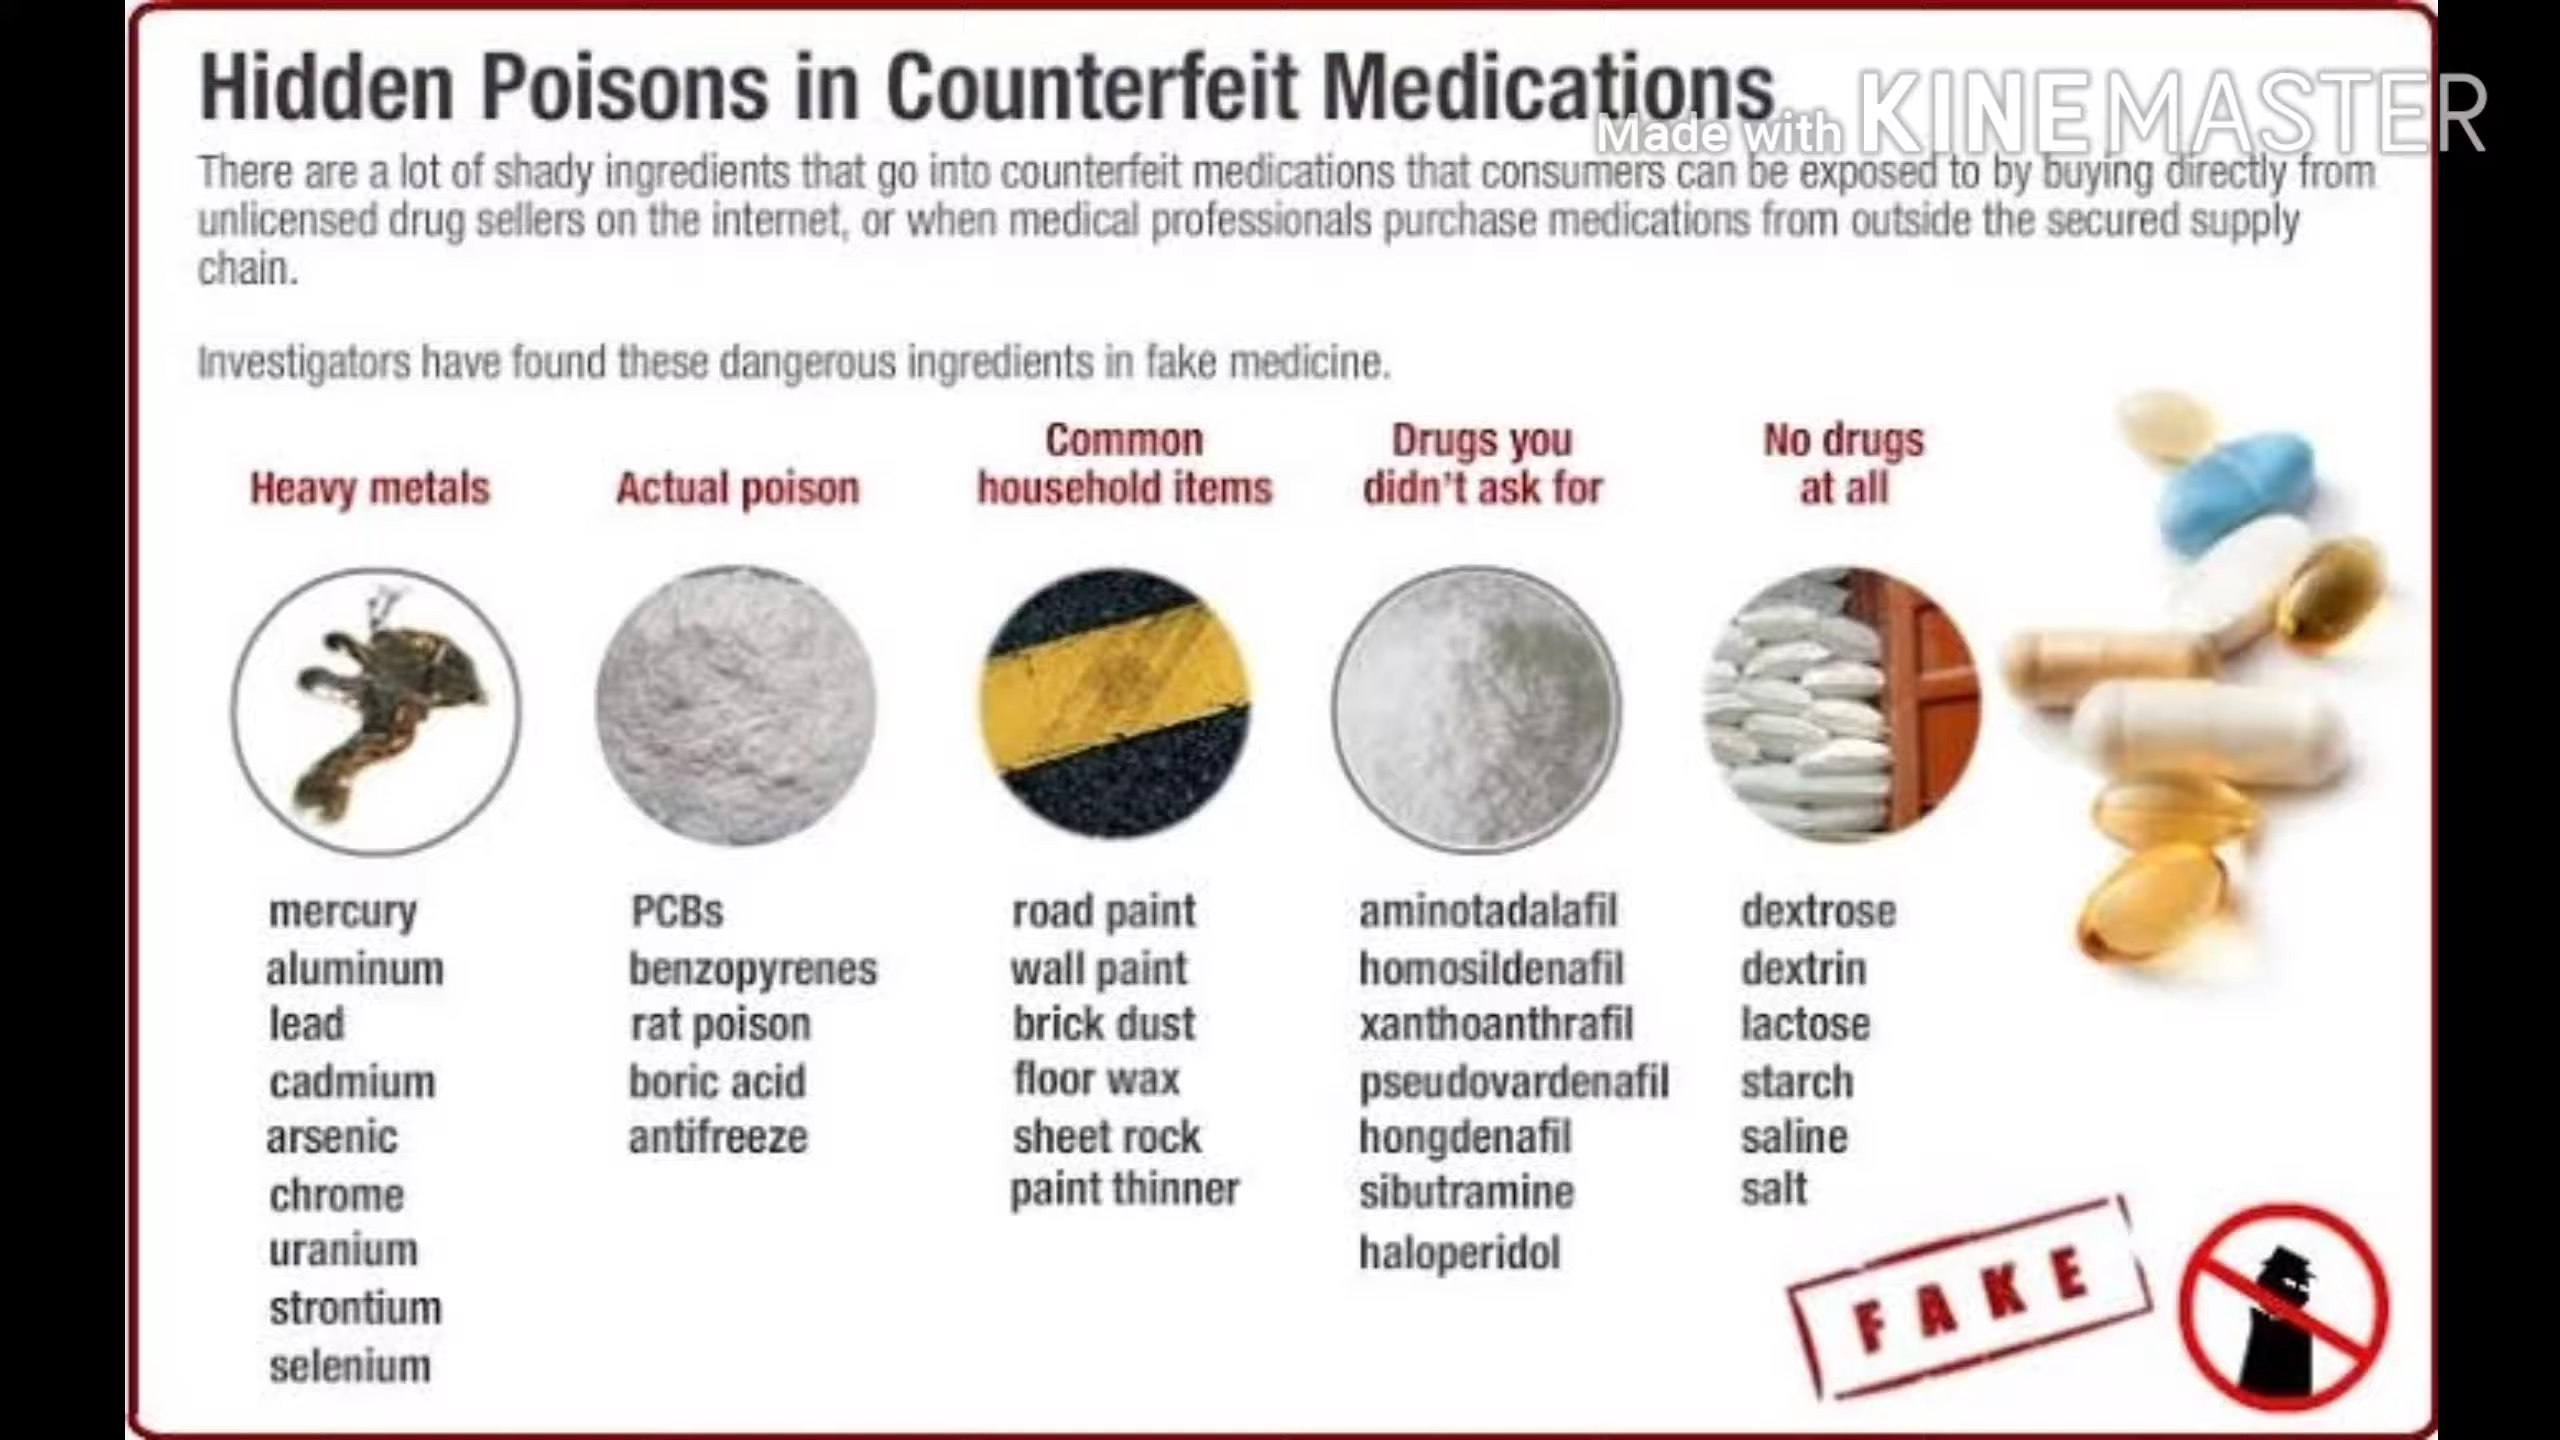 Hidden Poisons in Counterfeit Medications
Made with KINEMASTER
There are a lot of shady ingredients that go into counterfeit medications that consumers can be exposed to by buying directly from
unlicensed drug sellers on the internet, or when medical professionals purchase medications from outside the secured supply
chain.
Investigators have found these dangerous ingredients in fake medicine.
Heavy metals
mercury
aluminum
lead
cadmium
arsenic
chrome
uranium
strontium
selenium
Actual poison
PCBs
benzopyrenes
rat poison
boric acid
antifreeze
Common
household items
road paint
wall paint
brick dust
floor wax
sheet rock
paint thinner
Drugs you
didn't ask for
aminotadalafil
homosildenafil
xanthoanthrafil
pseudovardenafil
hongdenafil
sibutramine
haloperidol
No drugs
at all
dextrose
dextrin
lactose
starch
saline
salt
FAKE